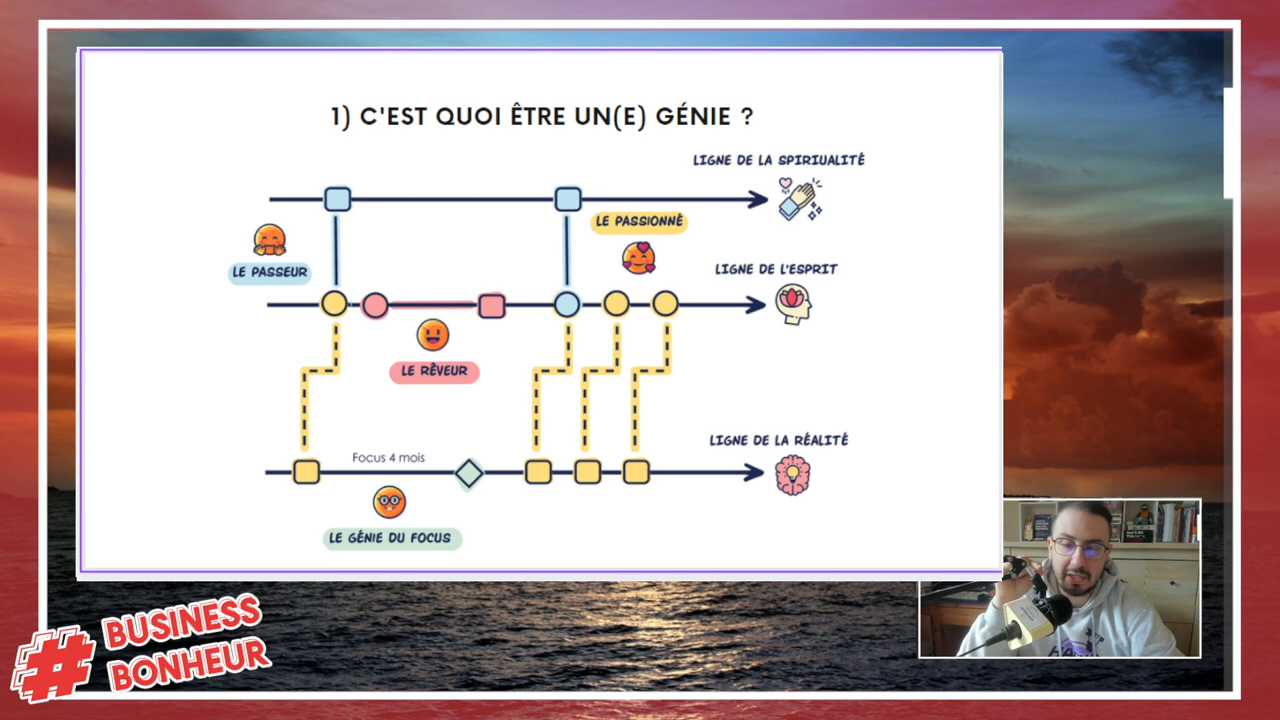 1) C'EST QUOI ÊTRE UN(E) GÉNIE ?
LIGNE DE LA SPIRIUALITÉ
LE PASSIONNÉ
LE PASSEUR
LIGNE DE L'ESPRIT
LE RÊVEUR
LIGNE DE LA RÉALITÉ
Focus 4 mois
LE GÉNIE DU FOCUS
# BUSINESS
BONHEUR